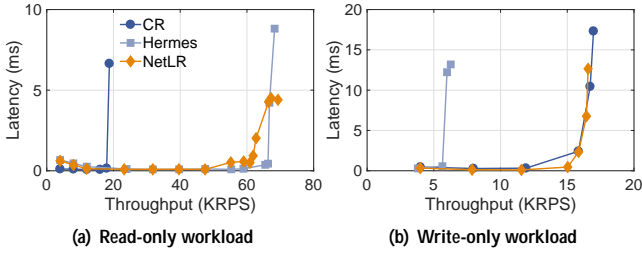 10
5
0
Latency (ms)
CR
Hermes
NetLR
0 20 40 60 80
Throughput (KRPS)
(a) Read-only workload
20
15
10
5
0
Latency (ms)
0 5 10 15 20
Throughput (KRPS)
(b) Write-only workload